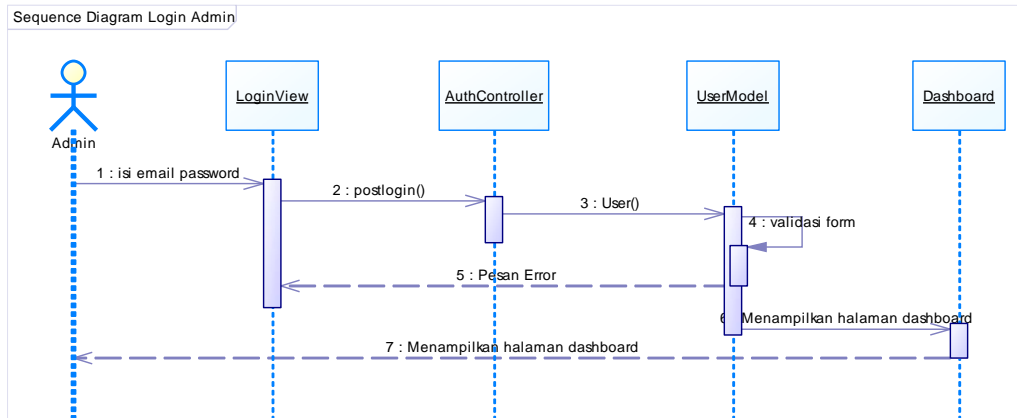 Sequence Diagram Login Admin
LoginView
AuthController
UserModel
Dashboard
Admin
1 : isi email password
2 : postlogin()
3 : User()
4 : validasi form
5 : Pesan Error
6 : Menampilkan halaman dashboard
7 : Menampilkan halaman dashboard